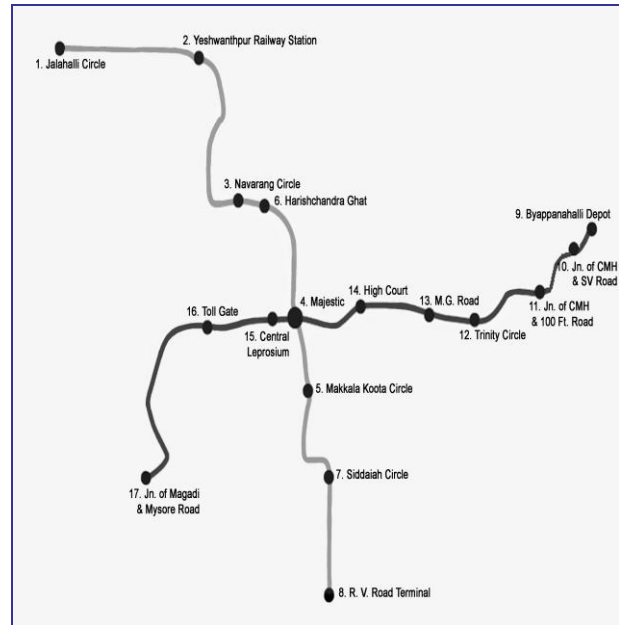 2. Yeshwanthpur Railway Station
1. Jalahalli Circle
3. Navarang Circle
6. Harishchandra Ghat
9. Byappanahalli Depot
10. Jn. of CMH
& SV Road
14. High Court
4. Majestic
13. M.G. Road
11. Jn. of CMH
& 100 Ft. Road
16. Toll Gate
12. Trinity Circle
15. Central
Leprosium
5. Makkala Koota Circle
7. Siddaiah Circle
17. Jn. of Magadi
& Mysore Road
8. R. V. Road Terminal